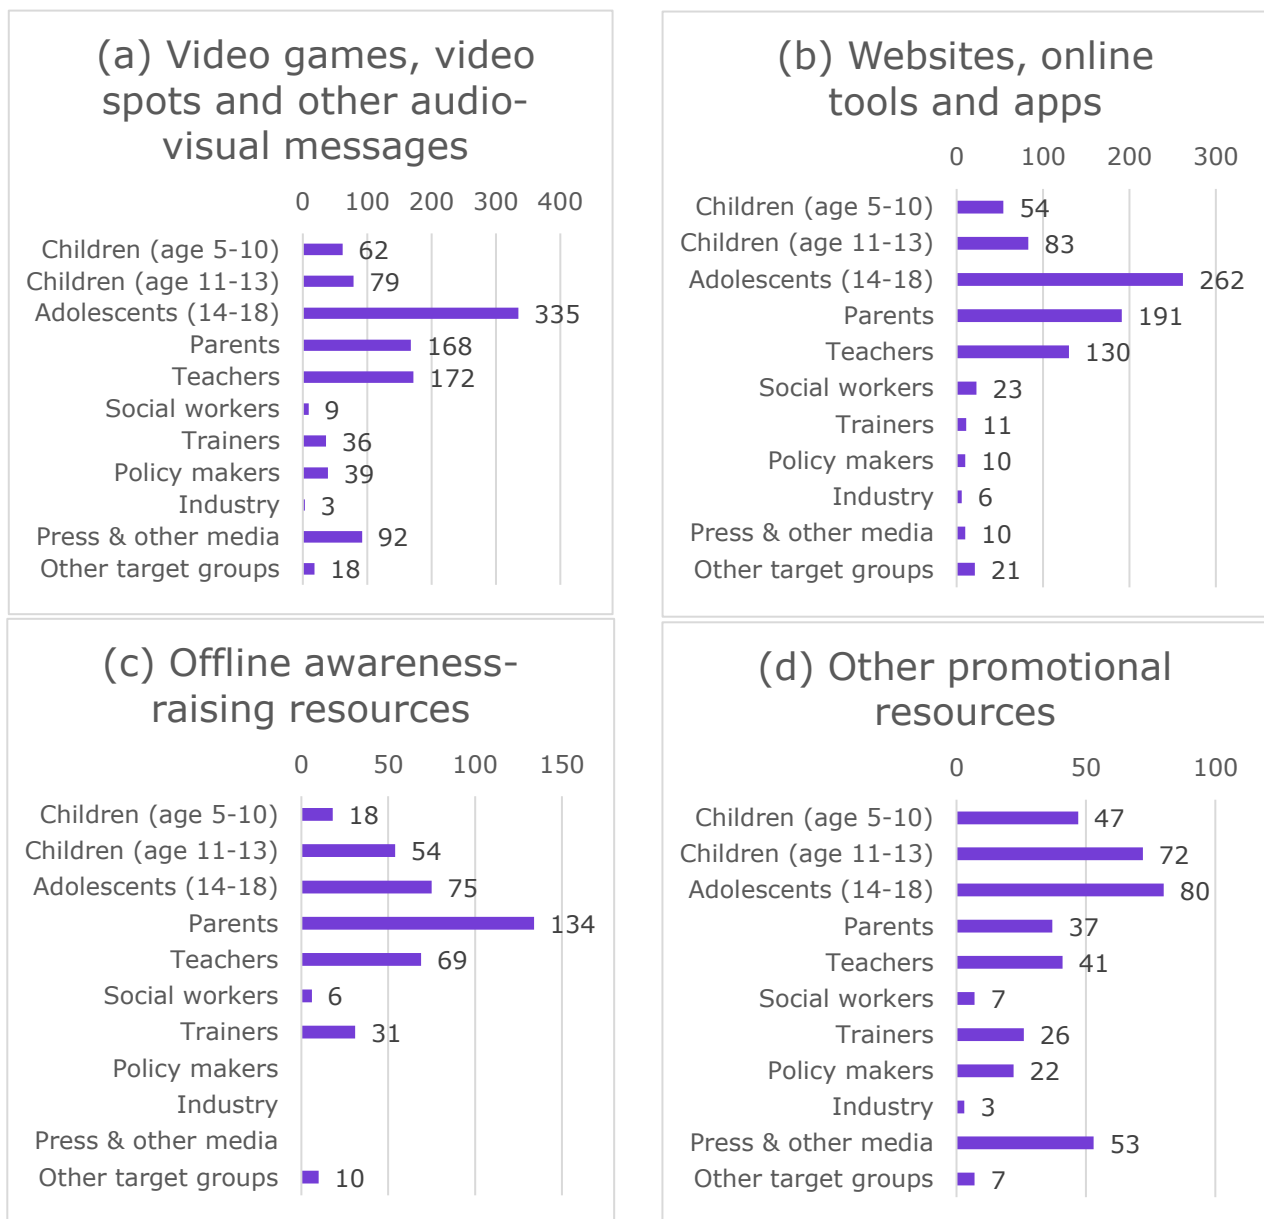 (a) Video games, video
spots and other audio-
visual messages
0 100 200 300 400
Children (age 5-10) 62
Children (age 11-13) 79
Adolescents (14-18) 335
Parents 168
Teachers 172
Social workers 9
Trainers 36
Policy makers 39
Industry 3
Press & other media 92
Other target groups 18
(b) Websites, online
tools and apps
0 100 200 300
Children (age 5-10) 54
Children (age 11-13) 83
Adolescents (14-18) 262
Parents 191
Teachers 130
Social workers 23
Trainers 11
Policy makers 10
Industry 6
Press & other media 10
Other target groups 21
(c) Offline awareness-
raising resources
0 50 100 150
Children (age 5-10) 18
Children (age 11-13) 54
Adolescents (14-18) 75
Parents 134
Teachers 69
Social workers 6
Trainers 31
Policy makers
Industry
Press & other media
Other target groups 10
(d) Other promotional
resources
0 50 100
Children (age 5-10) 47
Children (age 11-13) 72
Adolescents (14-18) 80
Parents 37
Teachers 41
Social workers 7
Trainers 26
Policy makers 22
Industry 3
Press & other media 53
Other target groups 7